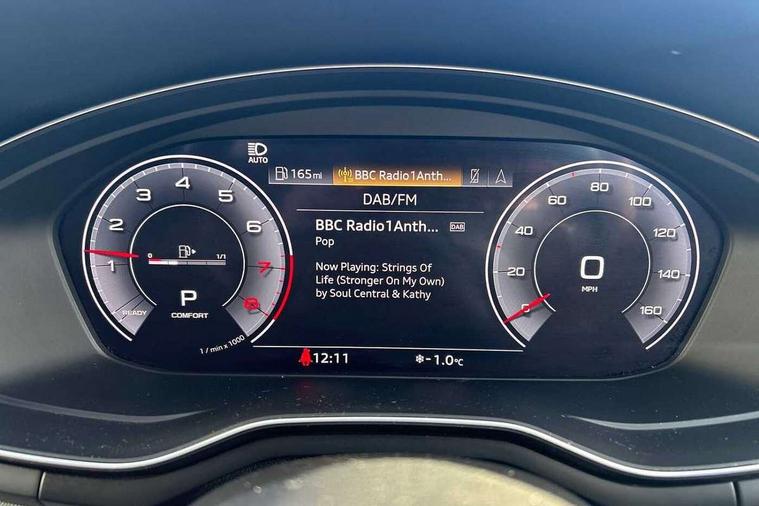 AUTO
165mi
BBC Radio1Anth...
DAB/FM
BBC Radio1Anth... DAB
Pop
Now Playing: Strings Of
Life (Stronger On My Own)
by Soul Central & Kathy
12:11
-1.0°C
READY
1
2
3
4
5
6
7
8
0
1/1
P
COMFORT
1 / min x 1000
0
20
40
60
80
100
120
140
160
0
MPH